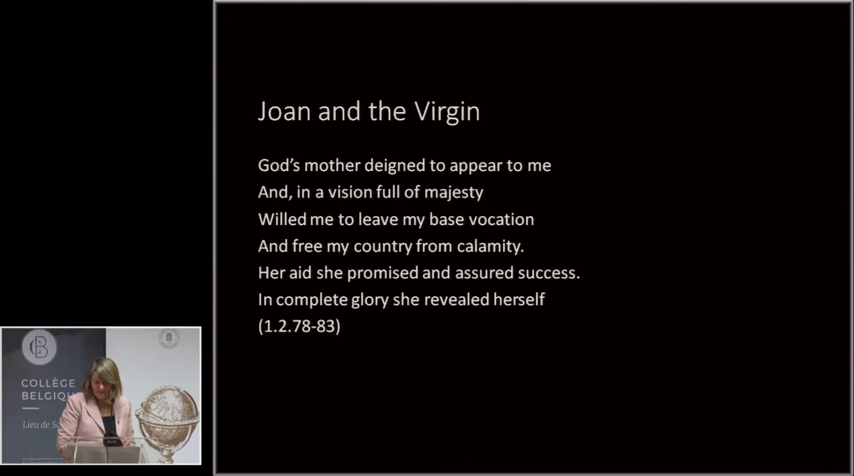 Joan and the Virgin
God's mother deigned to appear to me
And, in a vision full of majesty
Willed me to leave my base vocation
And free my country from calamity.
Her aid she promised and assured success.
In complete glory she revealed herself
(1.2.78-83)
COLLÈGE
BELGIQU
Lieu de S